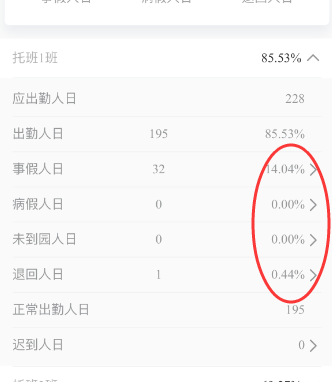 事假人日 病假人日 退回人日
托班1班 85.53%
应出勤人日 228
出勤人日 195 85.53%
事假人日 32 14.04%
病假人日 0 0.00%
未到园人日 0 0.00%
退回人日 1 0.44%
正常出勤人日 195
迟到人日 0